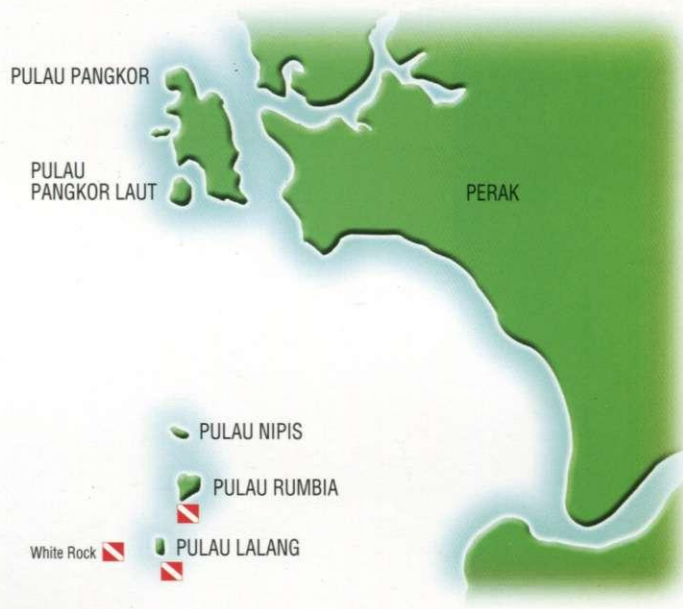 PULAU PANGKOR
PULAU
PANGKOR LAUT
PERAK
PULAU NIPIS
PULAU RUMBIA
White Rock
PULAU LALANG